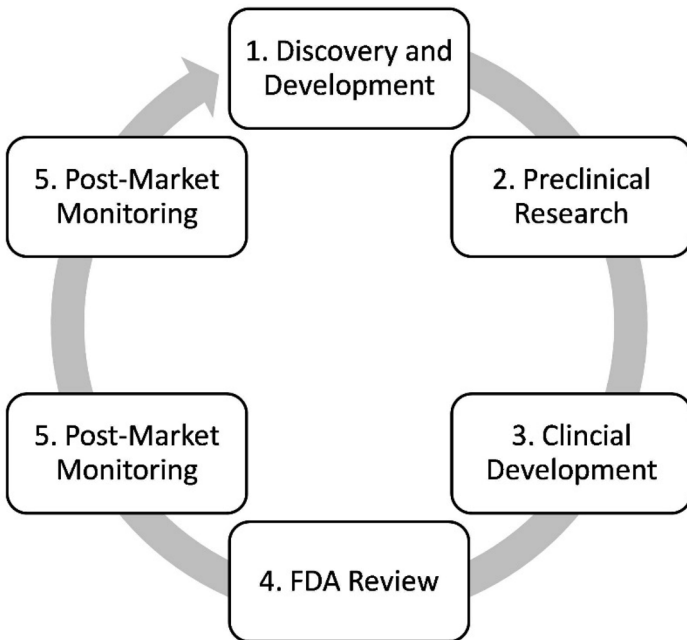 1. Discovery and
Development
2. Preclinical
Research
3. Clincial
Development
4. FDA Review
5. Post-Market
Monitoring
5. Post-Market
Monitoring